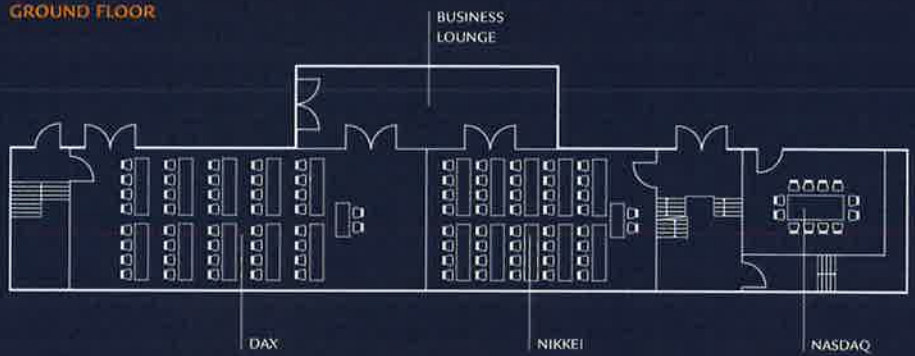 GROUND FLOOR
BUSINESS
LOUNGE
DAX
NIKKEI
NASDAQ